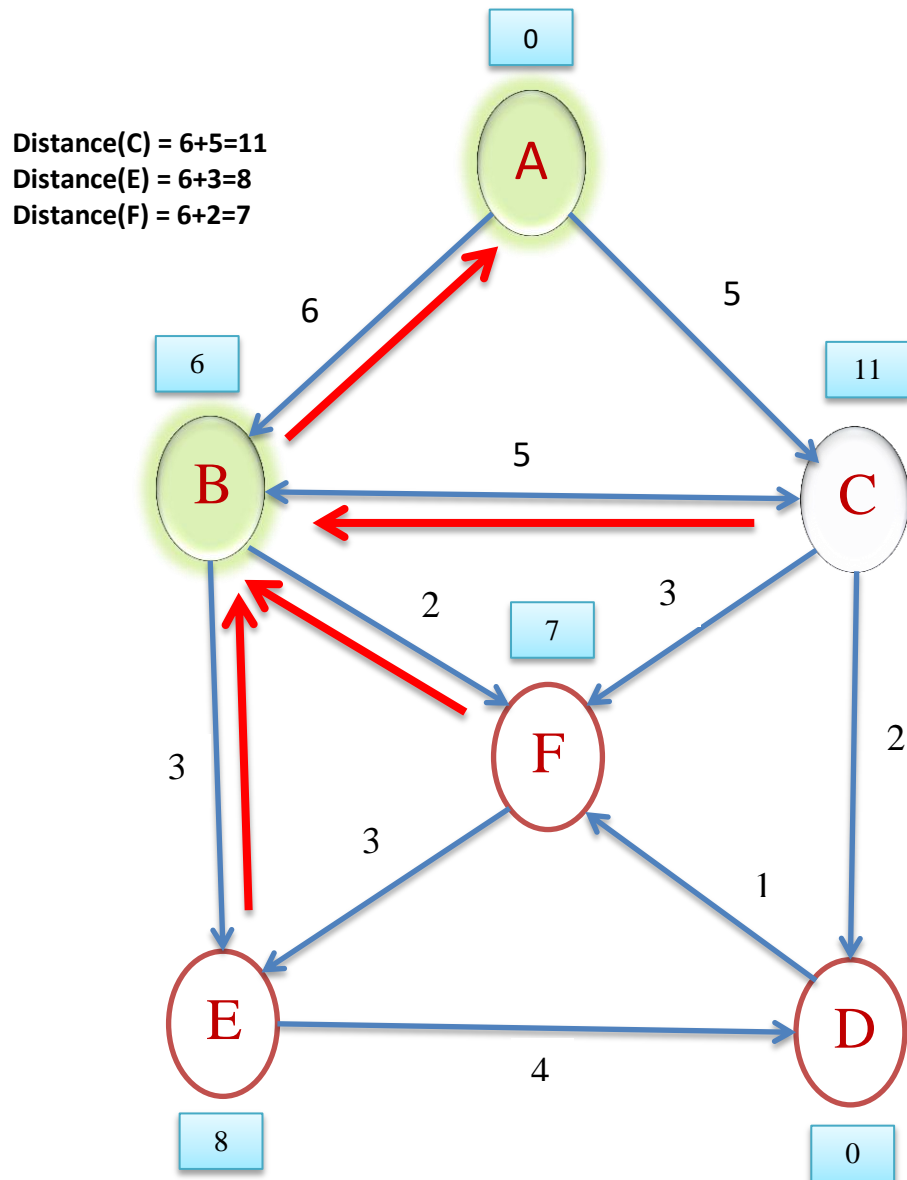 0
A
Distance(C) = 6+5=11
Distance(E) = 6+3=8
Distance(F) = 6+2=7
6
5
6
11
B
5
C
2
3
7
F
3
2
3
1
E
D
4
8
0